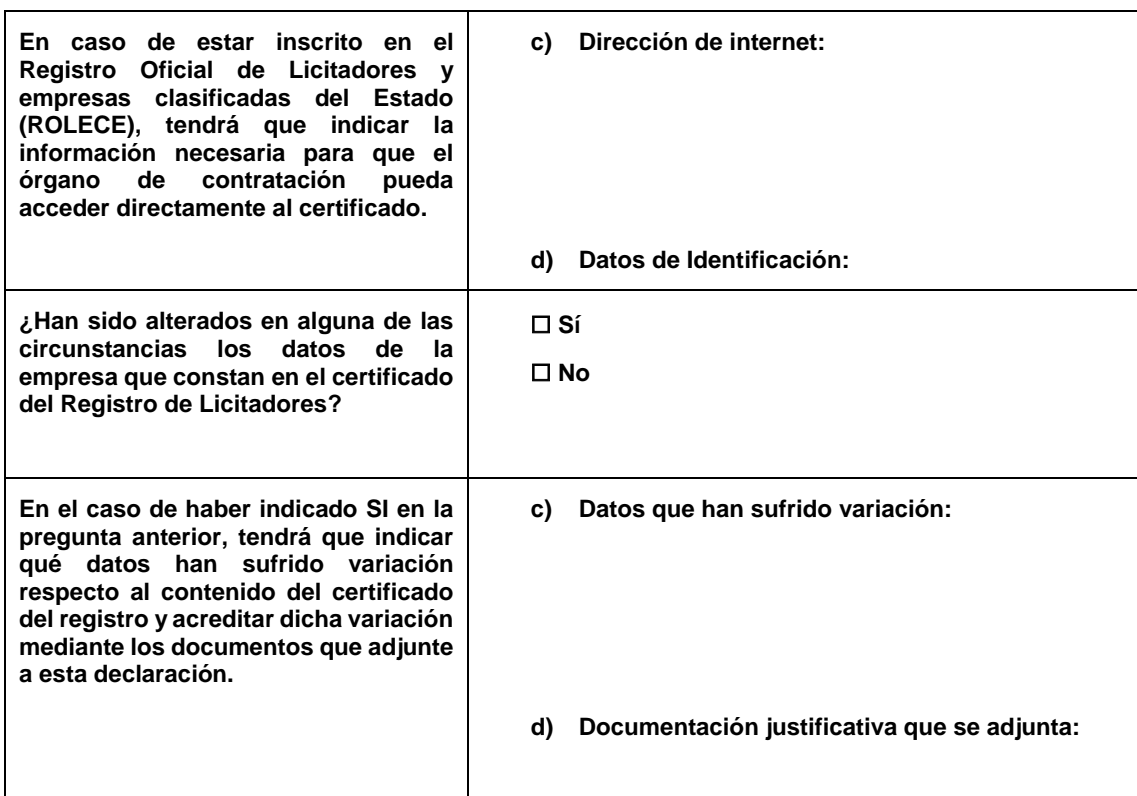 En caso de estar inscrito en el
Registro Oficial de Licitadores y
empresas clasificadas del Estado
(ROLECE), tendrá que indicar la
información necesaria para que el
órgano de contratación pueda
acceder directamente al certificado.
c) Dirección de internet:
d) Datos de Identificación:
¿Han sido alterados en alguna de las
circunstancias los datos de la
empresa que constan en el certificado
del Registro de Licitadores?
☐ Sí
☐ No
En el caso de haber indicado SI en la
pregunta anterior, tendrá que indicar
qué datos han sufrido variación
respecto al contenido del certificado
del registro y acreditar dicha variación
mediante los documentos que adjunte
a esta declaración.
c) Datos que han sufrido variación:
d) Documentación justificativa que se adjunta: